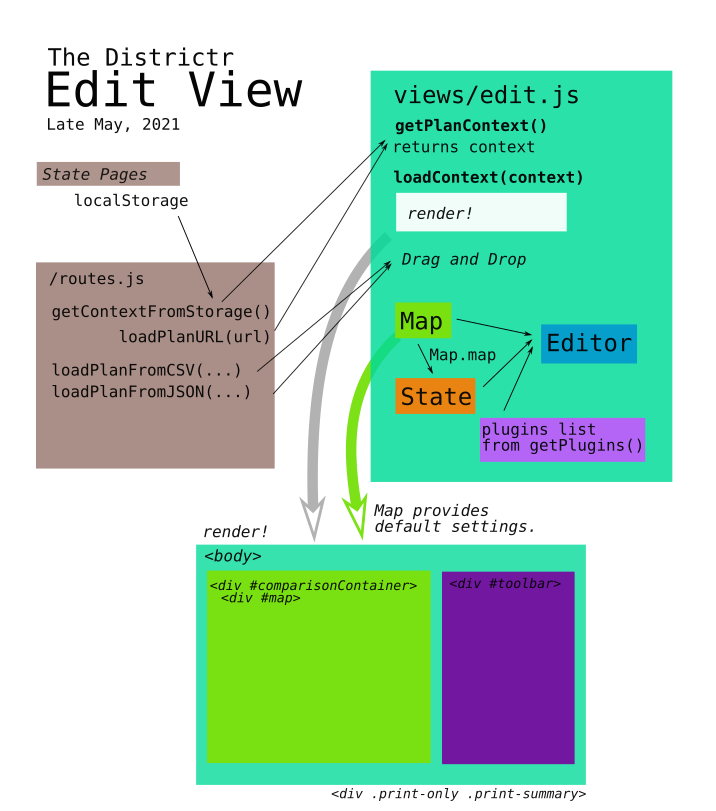 The Districtr
Edit View
Late May, 2021
State Pages
localStorage
/routes.js
getContextFromStorage()
loadPlanURL(url)
loadPlanFromCSV(...)
loadPlanFromJSON(...)
views/edit.js
getPlanContext()
returns context
loadContext(context)
render!
Drag and Drop
Map
Editor
Map.map
State
plugins list
from getPlugins()
Map provides
default settings.
render!
<body>
<div #comparisonContainer>
<div #map>
<div #toolbar>
<div .print-only .print-summary>